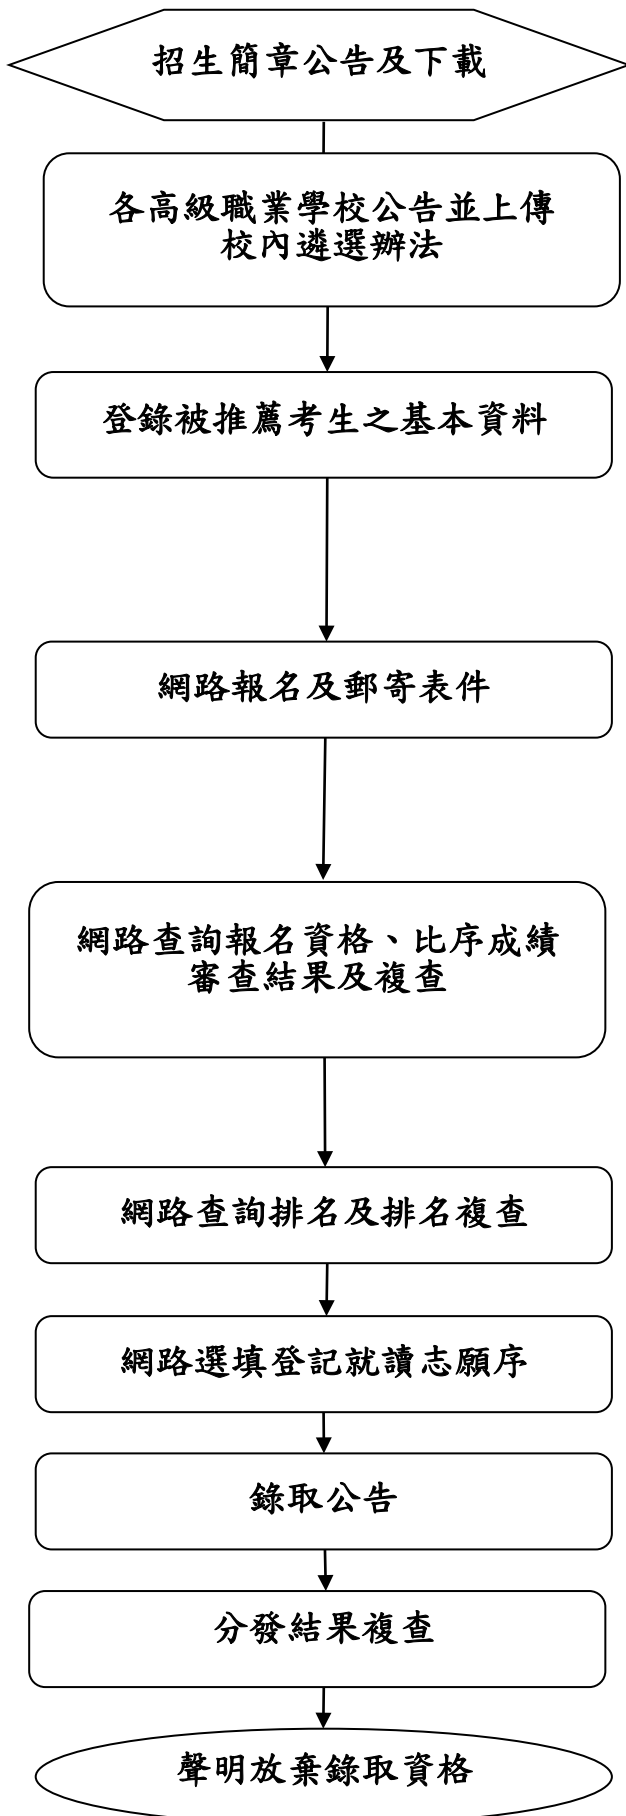 招生簡章公告及下載
各高級職業學校公告並上傳
校內遴選辦法
登錄被推薦考生之基本資料
網路報名及郵寄表件
網路查詢報名資格、比序成績
審查結果及複查
網路查詢排名及排名複查
網路選填登記就讀志願序
錄取公告
分發結果複查
聲明放棄錄取資格